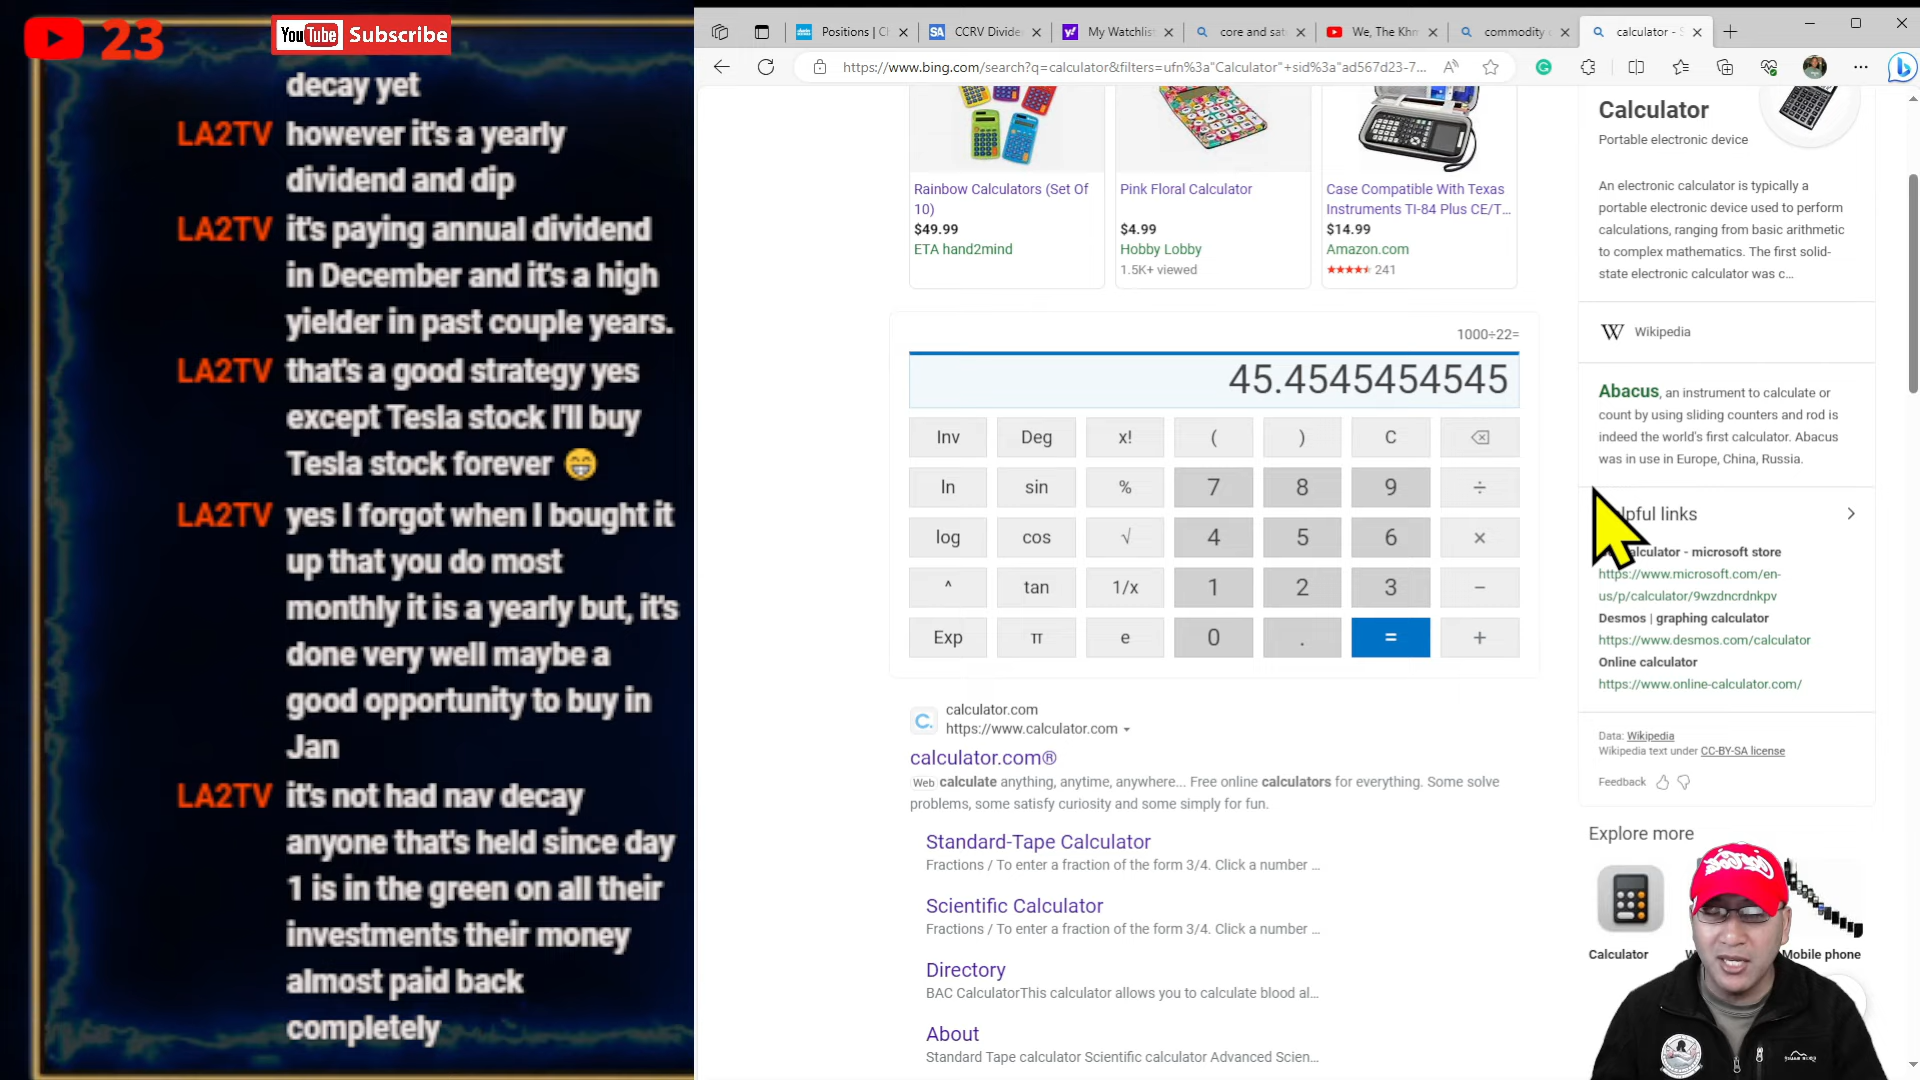 23
YouTube Subscribe
decay yet
LA2TV however it's a yearly
dividend and dip
LA2TV it's paying annual dividend
in December and it's a high
yielder in past couple years.
LA2TV that's a good strategy yes
except Tesla stock I'll buy
Tesla stock forever 😁
LA2TV yes I forgot when I bought it
up that you do most
monthly it is a yearly but, it's
done very well maybe a
good opportunity to buy in
Jan
LA2TV it's not had nav decay
anyone that's held since day
1 is in the green on all their
investments their money
almost paid back
completely
Positions | Ch
CCRV Divide
My Watchlist
core and sat
We, The Khm
commodity
calculator - S
https://www.bing.com/search?q=calculator&filters=ufn%3a"Calculator"+sid%3a"ad567d23-7...
Rainbow Calculators (Set Of
10)
$49.99
ETA hand2mind
Pink Floral Calculator
$4.99
Hobby Lobby
1.5K+ viewed
Case Compatible With Texas
Instruments TI-84 Plus CE/T...
$14.99
Amazon.com
241
1000÷22=
45.4545454545
Inv Deg x! ( ) C
ln sin % 7 8 9 ÷
log cos √ 4 5 6 ×
^ tan 1/x 1 2 3 −
Exp π e 0 . = +
calculator.com
https://www.calculator.com
calculator.com®
Web calculate anything, anytime, anywhere... Free online calculators for everything. Some solve
problems, some satisfy curiosity and some simply for fun.
Standard-Tape Calculator
Fractions / To enter a fraction of the form 3/4. Click a number ...
Scientific Calculator
Fractions / To enter a fraction of the form 3/4. Click a number ...
Directory
BAC CalculatorThis calculator allows you to calculate blood al...
About
Standard Tape calculator Scientific calculator Advanced Scien...
Calculator
Portable electronic device
An electronic calculator is typically a
portable electronic device used to perform
calculations, ranging from basic arithmetic
to complex mathematics. The first solid-
state electronic calculator was c...
W Wikipedia
Abacus, an instrument to calculate or
count by using sliding counters and rod is
indeed the world's first calculator. Abacus
was in use in Europe, China, Russia.
lpful links
alculator - microsoft store
https://www.microsoft.com/en-
us/p/calculator/9wzdncrdnkpv
Desmos | graphing calculator
https://www.desmos.com/calculator
Online calculator
https://www.online-calculator.com/
Data: Wikipedia
Wikipedia text under CC-BY-SA license
Feedback
Explore more
Calculator
Mobile phone